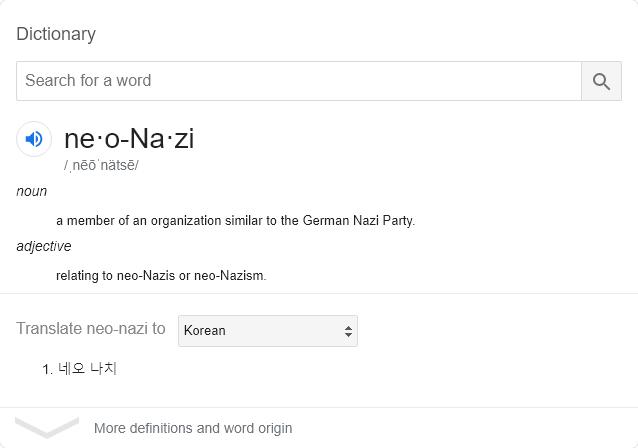 Dictionary
Search for a word
ne·o-Na·zi
/ˌnēōˈnätsē/
noun
a member of an organization similar to the German Nazi Party.
adjective
relating to neo-Nazis or neo-Nazism.
Translate neo-nazi to Korean
1. 네오 나치
More definitions and word origin